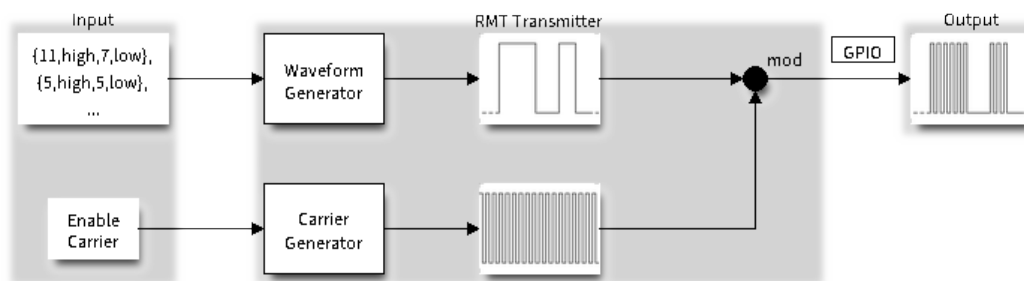 Input
RMT Transmitter
Output
{11,high,7,low},
{5,high,5,low},
...
Waveform
Generator
mod
GPIO
Enable
Carrier
Carrier
Generator